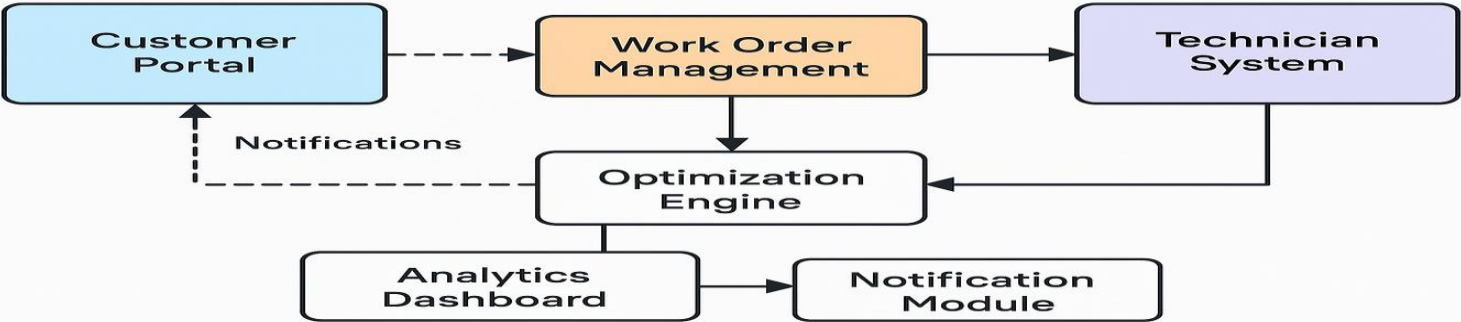 Customer
Portal
Work Order
Management
Technician
System
Notifications
Optimization
Engine
Analytics
Dashboard
Notification
Module